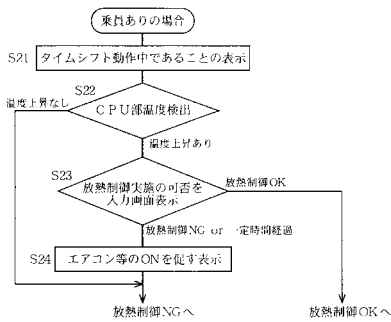 乗員ありの場合
S21
タイムシフト動作中であることの表示
S22
温度上昇なし
CPU部温度検出
温度上昇あり
S23
放熱制御実施の可否を
入力画面表示
放熱制御OK
放熱制御NG or 一定時間経過
S24
エアコン等のONを促す表示
放熱制御NGへ
放熱制御OKへ